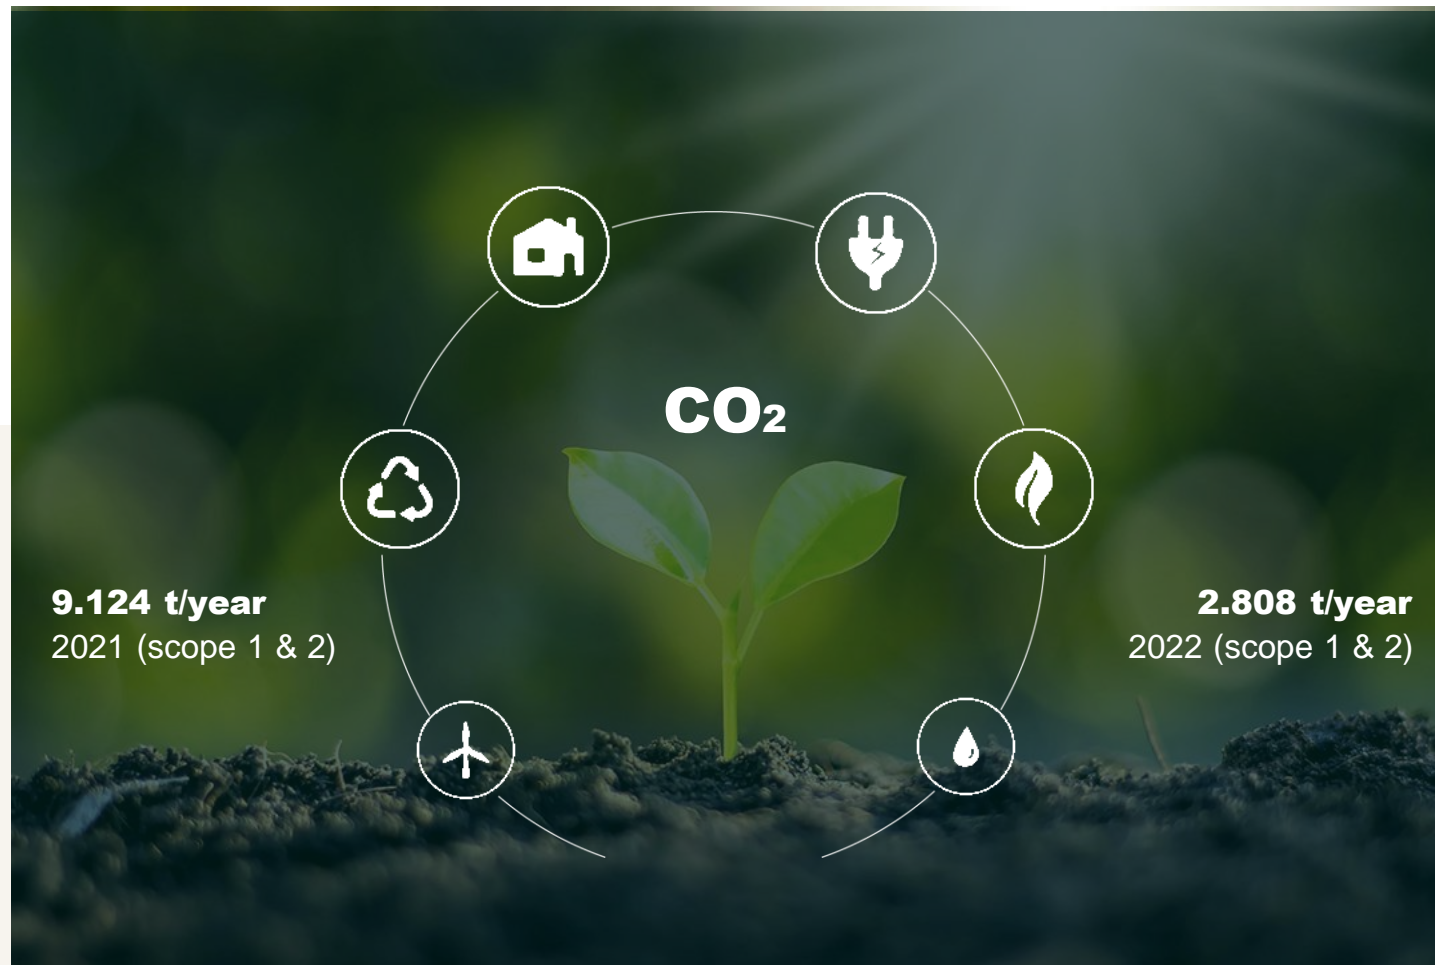 CO₂
9.124 t/year
2021 (scope 1 & 2)
2.808 t/year
2022 (scope 1 & 2)